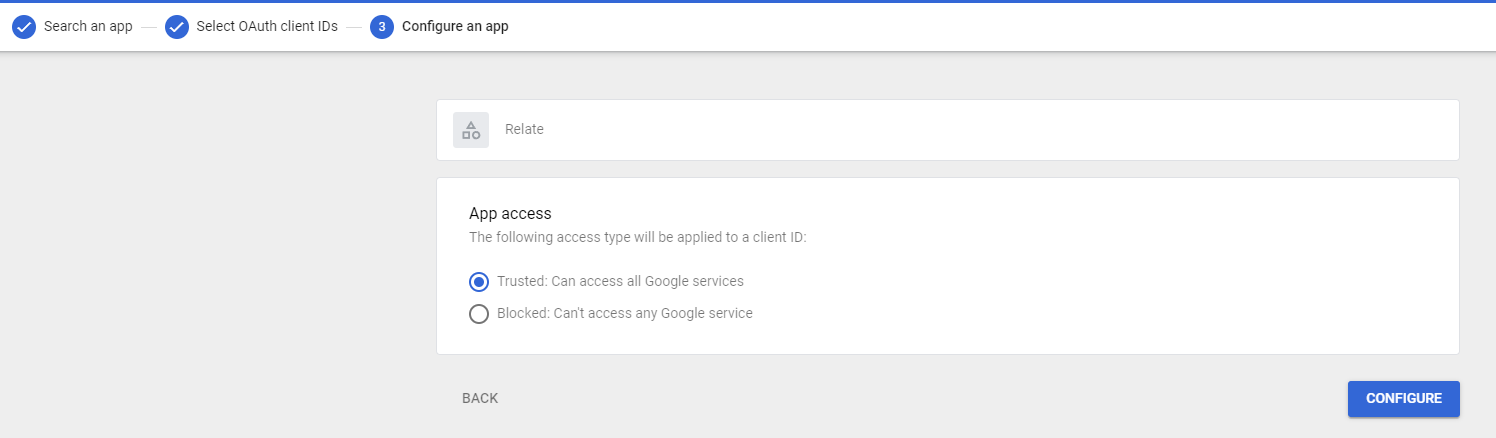 Search an app
Select OAuth client IDs
3 Configure an app
Relate
App access
The following access type will be applied to a client ID:
Trusted: Can access all Google services
Blocked: Can't access any Google service
BACK
CONFIGURE